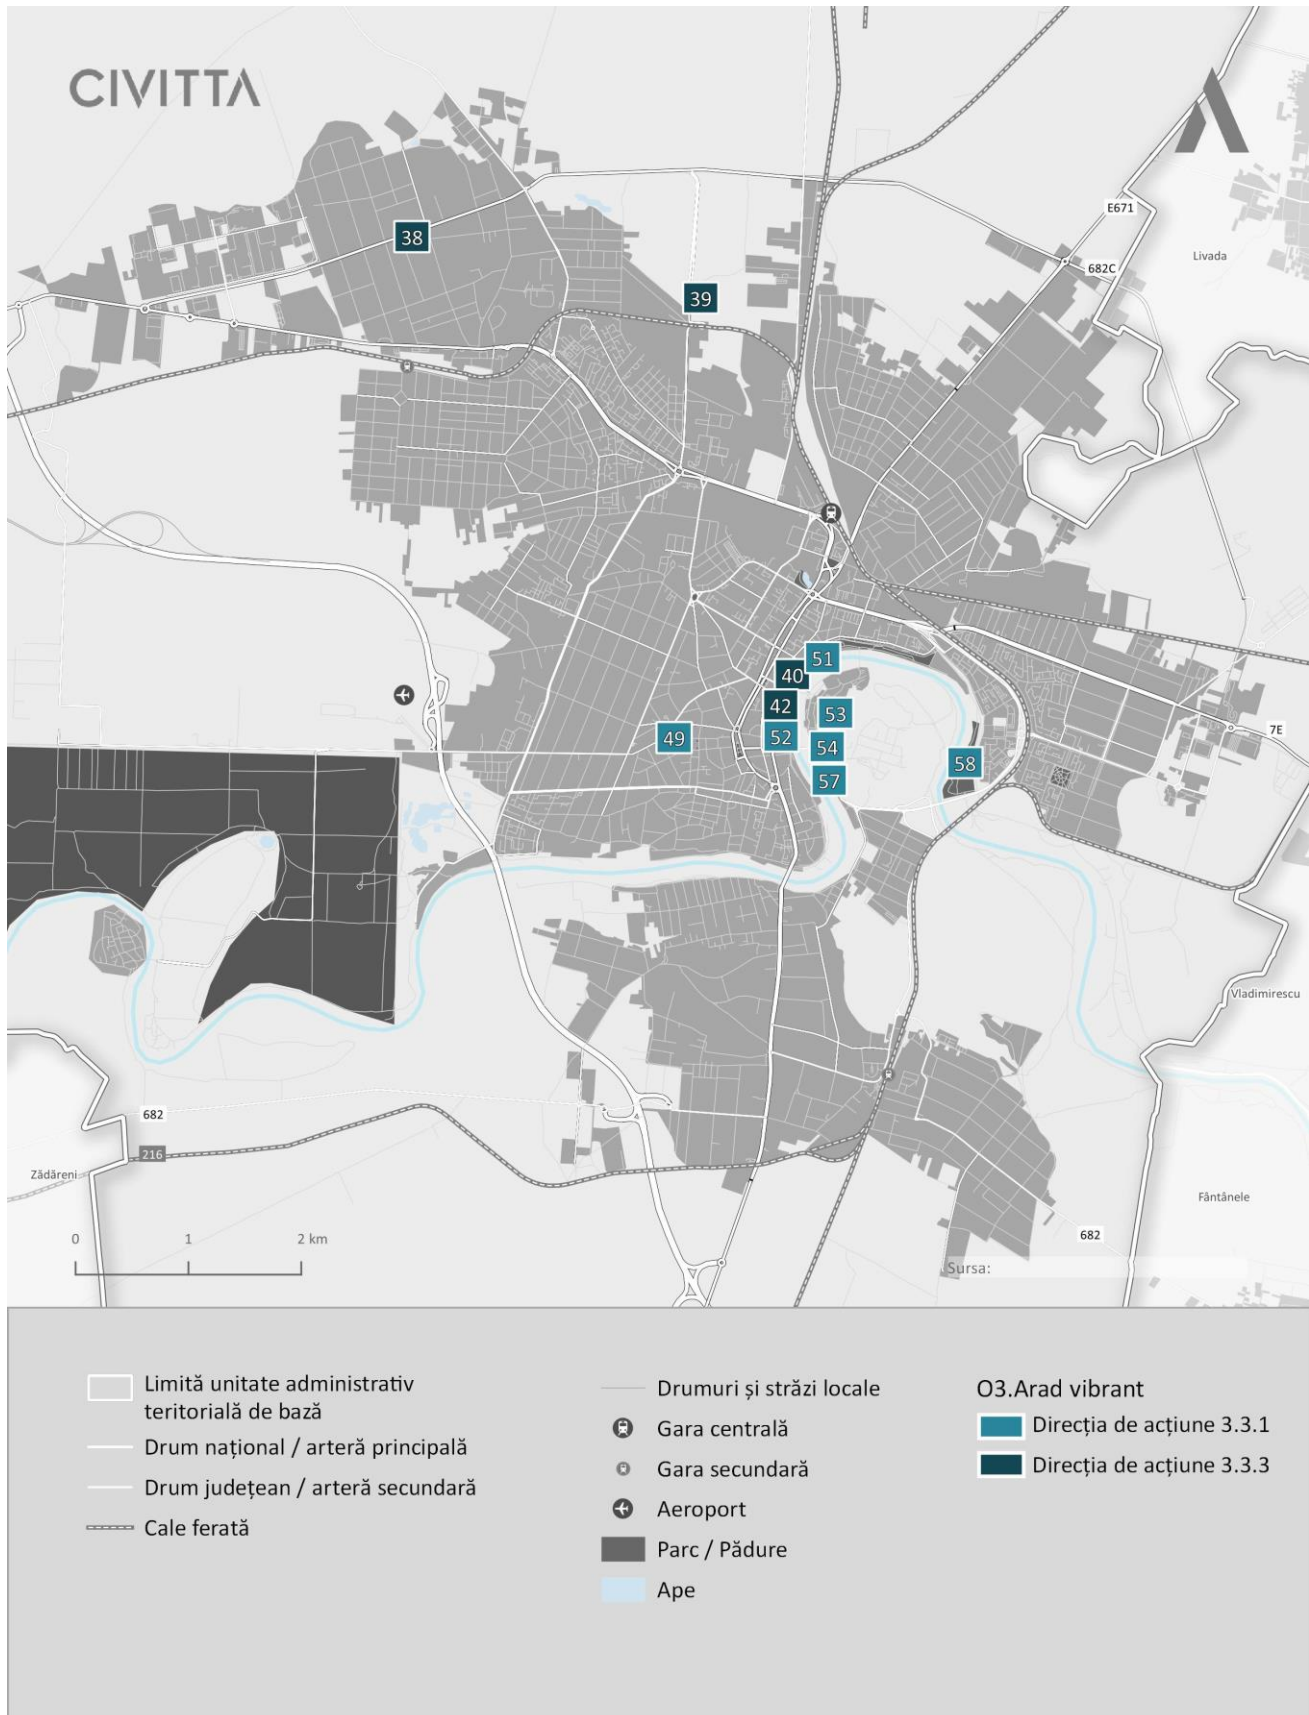 CIVITTA
E671
Livada
682C
38
39
51
40
42
53
52
49
54
58
57
7E
Vladimirescu
682
216
Zădăreni
Fântânele
682
0 1 2 km
Sursa:
Limită unitate administrativ
teritorială de bază
Drum național / arteră principală
Drum județean / arteră secundară
Cale ferată
Drumuri și străzi locale
Gara centrală
Gara secundară
Aeroport
Parc / Pădure
Ape
O3.Arad vibrant
Direcția de acțiune 3.3.1
Direcția de acțiune 3.3.3